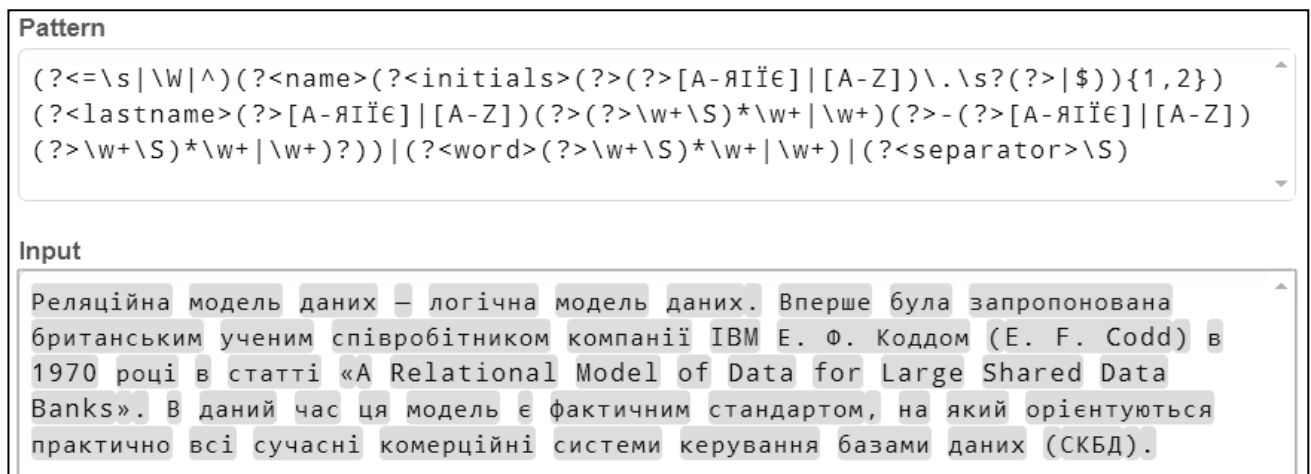 Pattern
(?<=\s|\W|^)(?<name>(?<initials>(?>(?>[А-ЯІЇЄ]|[A-Z])\.\s?(?>|$)){1,2})
(?<lastname>(?>[А-ЯІЇЄ]|[A-Z])(?>(?>\w+\S)*\w+|\w+)(?>-(?>[А-ЯІЇЄ]|[A-Z])
(?>\w+\S)*\w+|\w+)?))|(?<word>(?>\w+\S)*\w+|\w+)|(?<separator>\S)
Input
Реляційна модель даних — логічна модель даних. Вперше була запропонована
британським ученим співробітником компанії IBM Е. Ф. Коддом (E. F. Codd) в
1970 році в статті «A Relational Model of Data for Large Shared Data
Banks». В даний час ця модель є фактичним стандартом, на який орієнтуються
практично всі сучасні комерційні системи керування базами даних (СКБД).